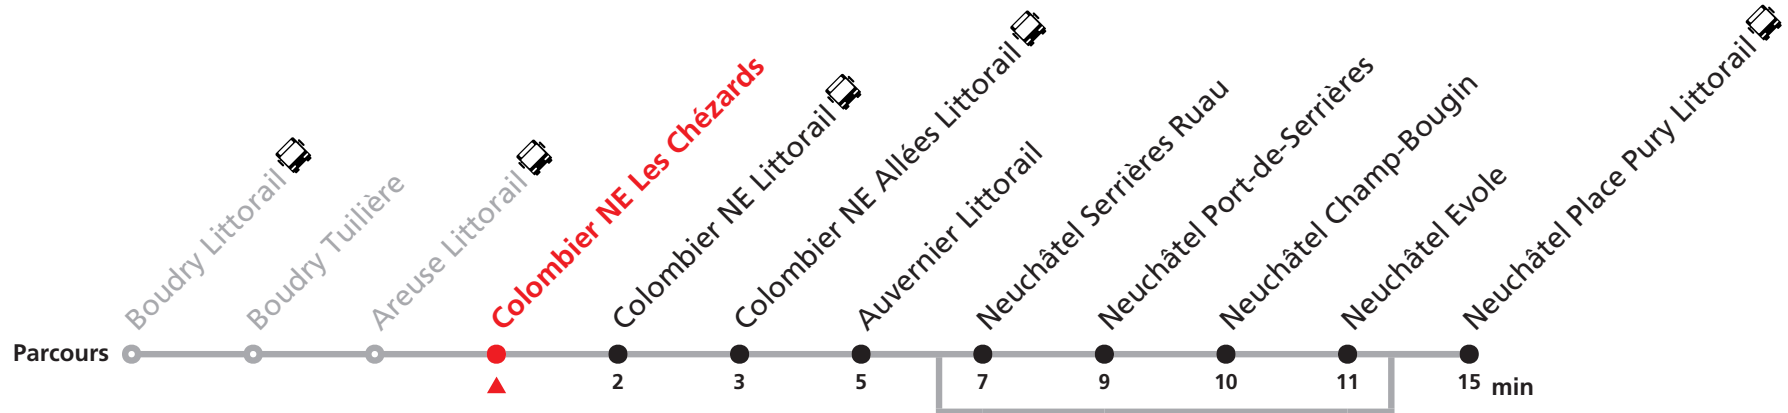 Boudry Littorail
Boudry Tuilière
Areuse Littorail
Colombier NE Les Chézards
Colombier NE Littorail
Colombier NE Allées Littorail
Auvernier Littorail
Neuchâtel Serrières Ruau
Neuchâtel Port-de-Serrières
Neuchâtel Champ-Bougin
Neuchâtel Evole
Neuchâtel Place Pury Littorail
Parcours
2 3 5 7 9 10 11 15 min